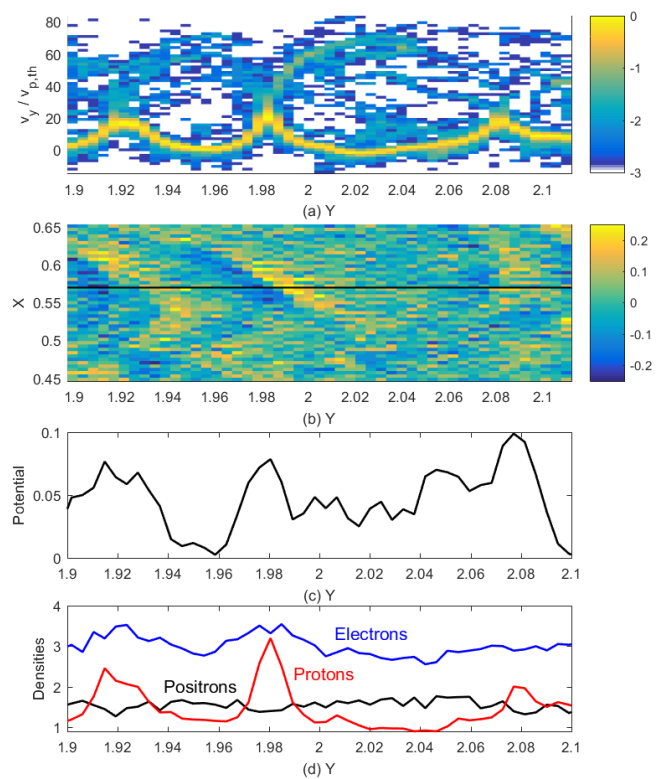 80
60
40
20
0
v_y / v_p,th
1.9 1.92 1.94 1.96 1.98 2 2.02 2.04 2.06 2.08 2.1
(a) Y
0
-1
-2
-3
0.65
0.6
0.55
0.5
0.45
X
1.9 1.92 1.94 1.96 1.98 2 2.02 2.04 2.06 2.08 2.1
(b) Y
0.2
0.1
0
-0.1
-0.2
0.1
0.05
0
Potential
1.9 1.92 1.94 1.96 1.98 2 2.02 2.04 2.06 2.08 2.1
(c) Y
4
3
2
1
Densities
Electrons
Protons
Positrons
1.9 1.92 1.94 1.96 1.98 2 2.02 2.04 2.06 2.08 2.1
(d) Y